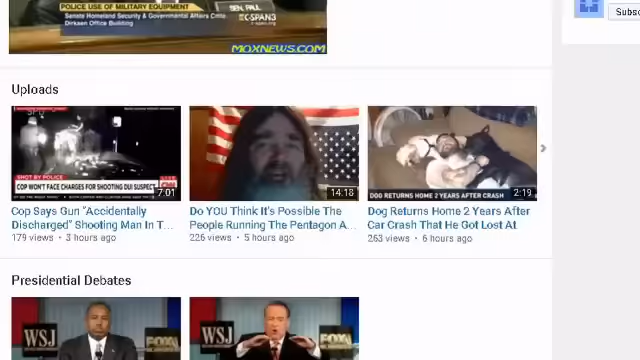 POLICE USE OF MILITARY EQUIPMENT
SEN. PAUL
Senate Homeland Security & Governmental Affairs Cmte
C-SPAN3
Dirksen Office Building
MOXNEWS.COM
Subsc
Uploads
SHOT BY POLICE
COP WON'T FACE CHARGES FOR SHOOTING DUI SUSPECT
CNN
7:01
14:18
DOG RETURNS HOME 2 YEARS AFTER CRASH
2:19
Cop Says Gun "Accidentally
Discharged" Shooting Man In T...
179 views • 3 hours ago
Do YOU Think It's Possible The
People Running The Pentagon A...
226 views • 5 hours ago
Dog Returns Home 2 Years After
Car Crash That He Got Lost At
263 views • 6 hours ago
Presidential Debates
WSJ
FOX
WSJ
FOX